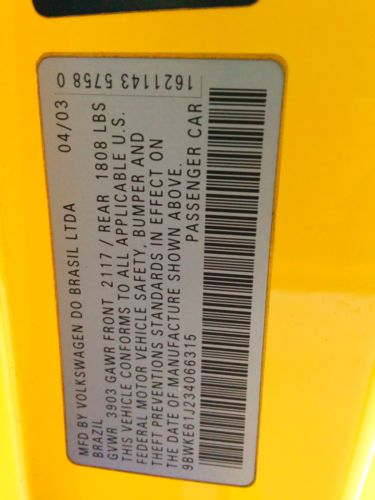 MFD BY VOLKSWAGEN DO BRASIL LTDA 04/03
BRAZIL
GVWR 3903 GAWR FRONT 2117 / REAR 1808 LBS
THIS VEHICLE CONFORMS TO ALL APPLICABLE U.S.
FEDERAL MOTOR VEHICLE SAFETY, BUMPER AND
THEFT PREVENTIONS STANDARDS IN EFFECT ON
THE DATE OF MANUFACTURE SHOWN ABOVE.
9BWKE61J234066315 PASSENGER CAR
1621143 5758 0